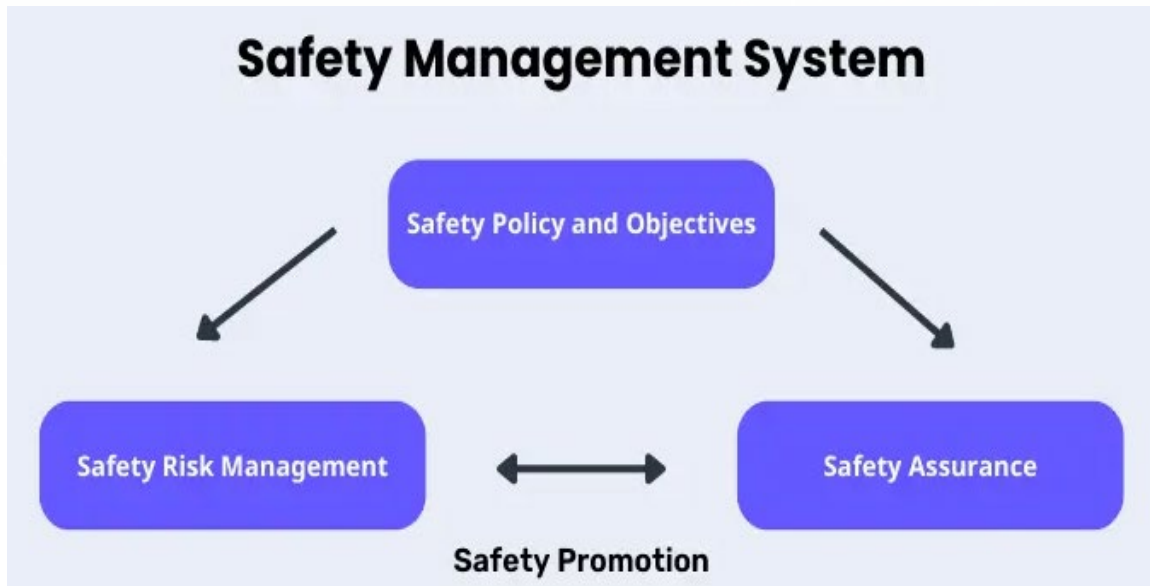 Safety Management System
Safety Policy and Objectives
Safety Risk Management
Safety Assurance
Safety Promotion